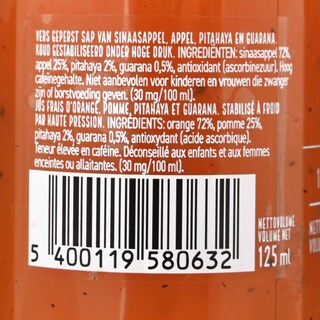 VERS GEPERST SAP VAN SINAASAPPEL, APPEL, PITAHAYA EN GUARANA.
KOUD GESTABILISEERD ONDER HOGE DRUK. INGREDIËNTEN: sinaasappel 72%,
appel 25%, pitahaya 2%, guarana 0,5%, antioxidant (ascorbinezuur). Hoog
cafeïnegehalte. Niet aanbevolen voor kinderen en vrouwen die zwanger
zijn of borstvoeding geven. (30 mg/100 ml).
JUS FRAIS D'ORANGE, POMME, PITAHAYA ET GUARANA. STABILISÉ À FROID
PAR HAUTE PRESSION. INGRÉDIENTS: orange 72%, pomme 25%,
pitahaya 2%, guarana 0,5%, antioxydant (acide ascorbique).
Teneur élevée en caféine. Déconseillé aux enfants et aux femmes
enceintes ou allaitantes. (30 mg/100 ml).
NETTOVOLUME
VOLUME NET
125 ml
5 400119 580632